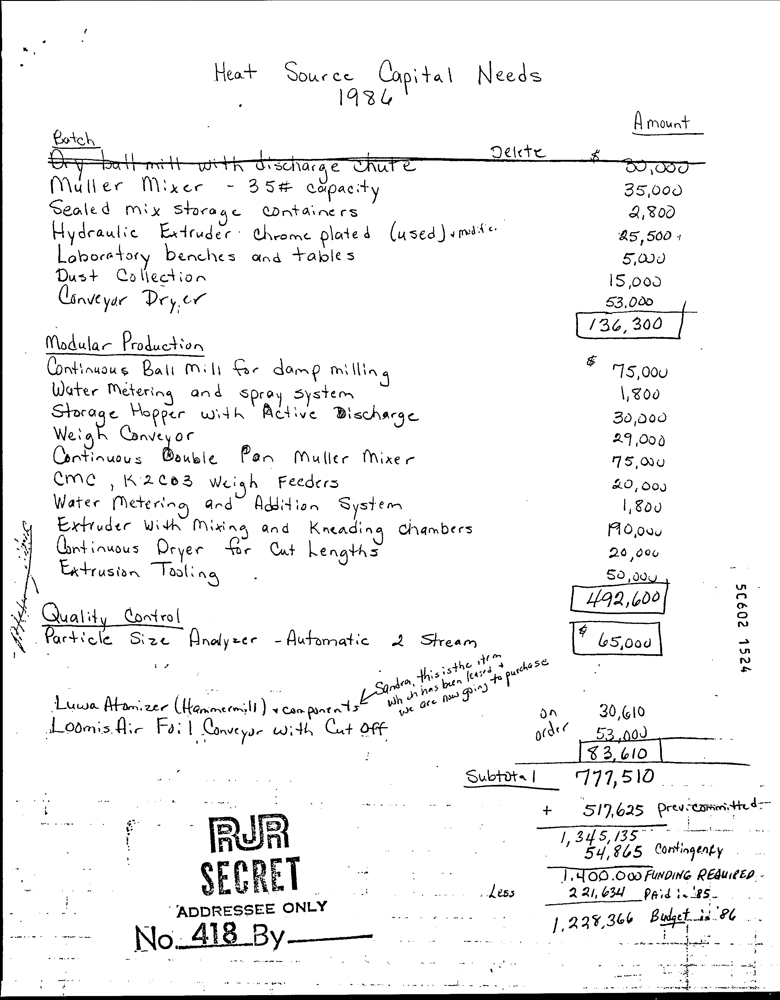 Heat Source Capital Needs
1986
Amount
Batch
Dry ball mill with discharge chute Delete $ 30,000
Muller Mixer - 35# capacity 35,000
Sealed mix storage containers 2,800
Hydraulic Extruder chrome plated (used) + modific. 25,500
Laboratory benches and tables 5,000
Dust Collection 15,000
Conveyor Dryer 53,000
136,300
Modular Production
Continuous Ball Mill for damp milling $ 75,000
Water Metering and spray system 1,800
Storage Hopper with Active Discharge 30,000
Weigh Conveyor 29,000
Continuous Double Pan Muller Mixer 75,000
CMC, K2CO3 Weigh Feeders 20,000
Water Metering and Addition System 1,800
Extruder with Mixing and Kneading chambers 190,000
Continuous Dryer for Cut Lengths 20,000
Extrusion Tooling 50,000
492,600
Quality Control
Particle Size Analyzer - Automatic 2 Stream $ 65,000
Sandra, this is the item
which has been leased +
we are now going to purchase
Luwa Atomizer (Hammermill) + components on 30,610
Loomis Air Foil Conveyor with Cut Off order 53,000
83,610
Subtotal 777,510
+ 517,625 prev. committed
1,345,135
54,865 Contingency
1,400,000 FUNDING REQUIRED
Less 221,634 Paid in '85
1,228,366 Budget in '86
RJR
SECRET
ADDRESSEE ONLY
No. 418 By
50602 1524